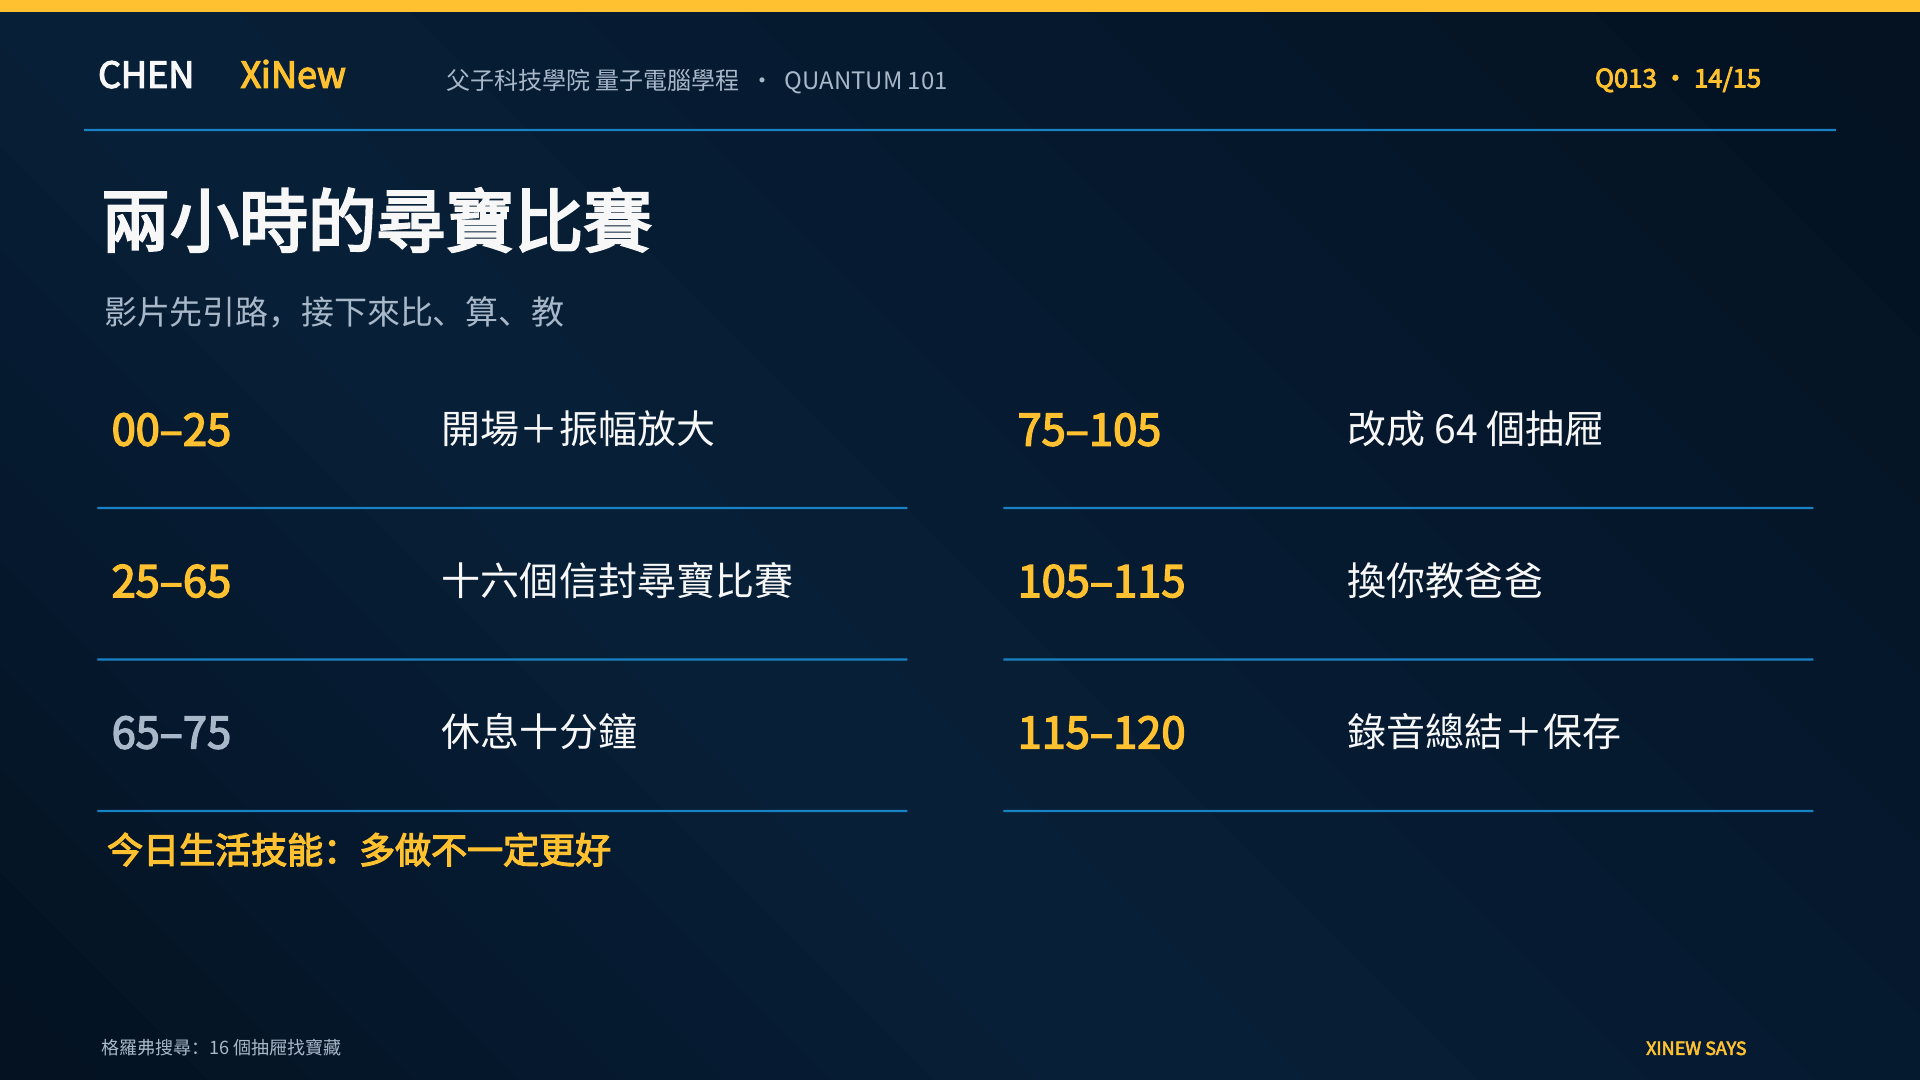 CHEN XiNew 父子科技學院 量子電腦學程 · QUANTUM 101 Q013 · 14/15
兩小時的尋寶比賽
影片先引路，接下來比、算、教
00–25 開場＋振幅放大
25–65 十六個信封尋寶比賽
65–75 休息十分鐘
75–105 改成 64 個抽屜
105–115 換你教爸爸
115–120 錄音總結＋保存
今日生活技能：多做不一定更好
格羅弗搜尋：16 個抽屜找寶藏 XINEW SAYS